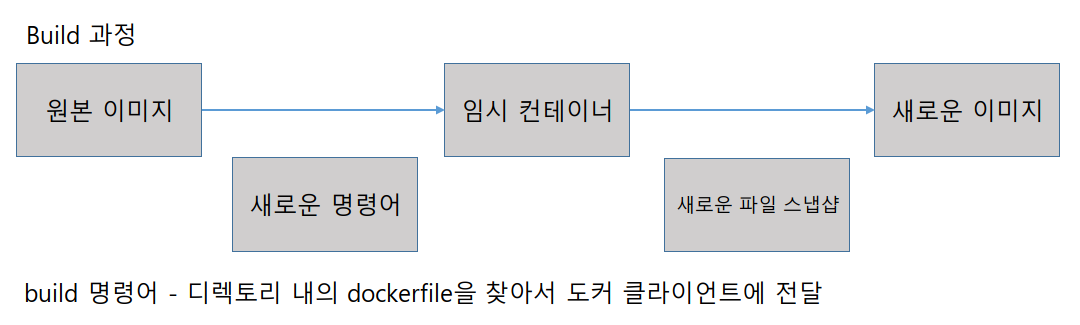 Build 과정
원본 이미지
임시 컨테이너
새로운 이미지
새로운 명령어
새로운 파일 스냅샷
build 명령어 - 디렉토리 내의 dockerfile을 찾아서 도커 클라이언트에 전달